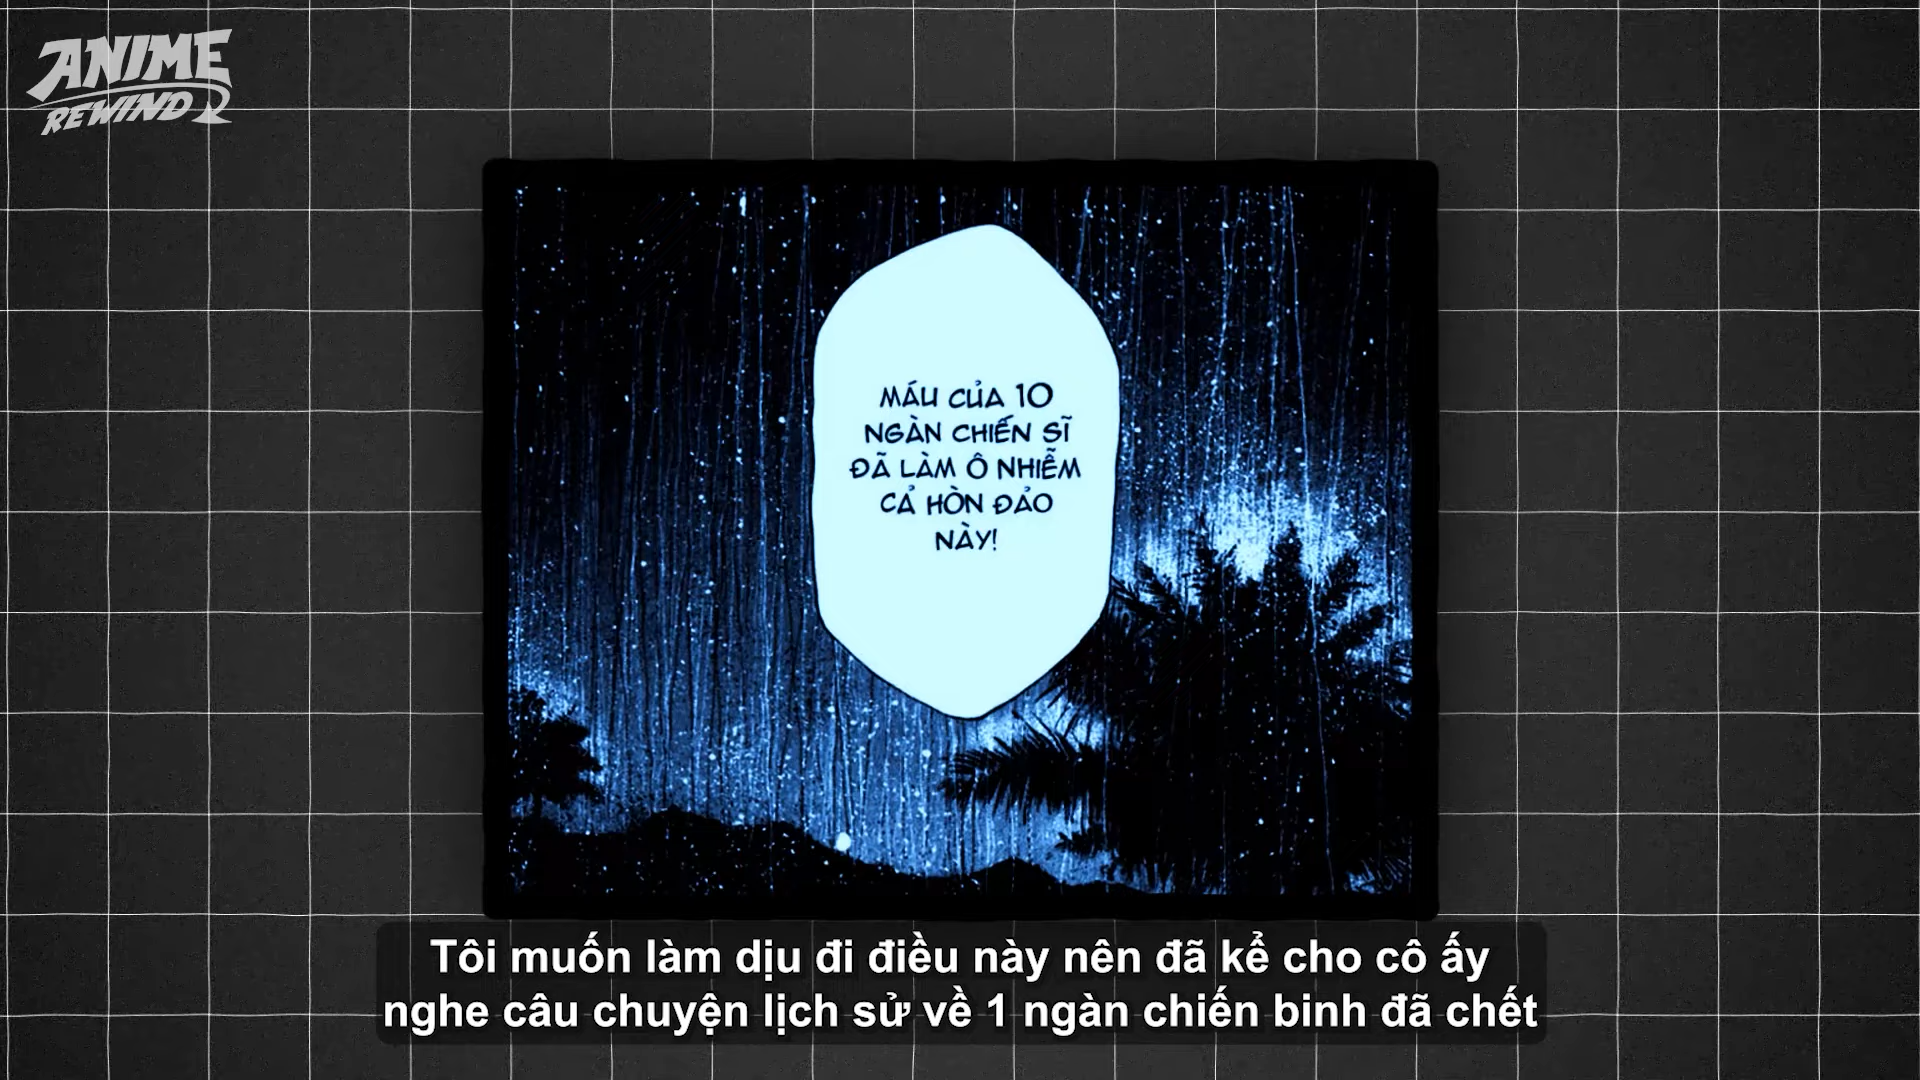 ANIME
REWIND
MÁU CỦA 10
NGÀN CHIẾN SĨ
ĐÃ LÀM Ô NHIỄM
CẢ HÒN ĐẢO
NÀY!
Tôi muốn làm dịu đi điều này nên đã kể cho cô ấy
nghe câu chuyện lịch sử về 1 ngàn chiến binh đã chết